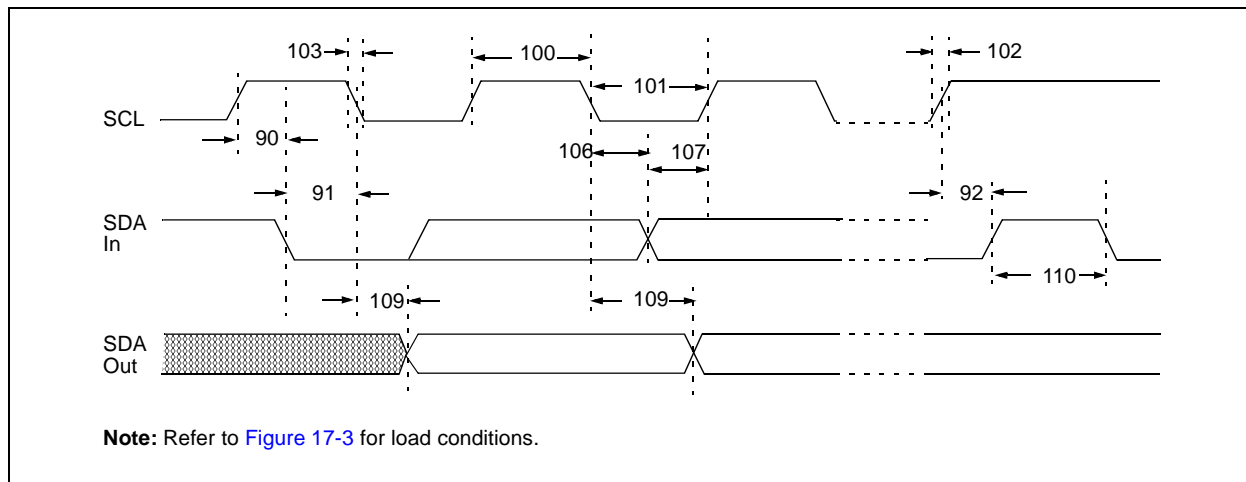 103
100
102
101
SCL
90
106
107
91
92
SDA
In
110
109
109
SDA
Out
Note: Refer to Figure 17-3 for load conditions.